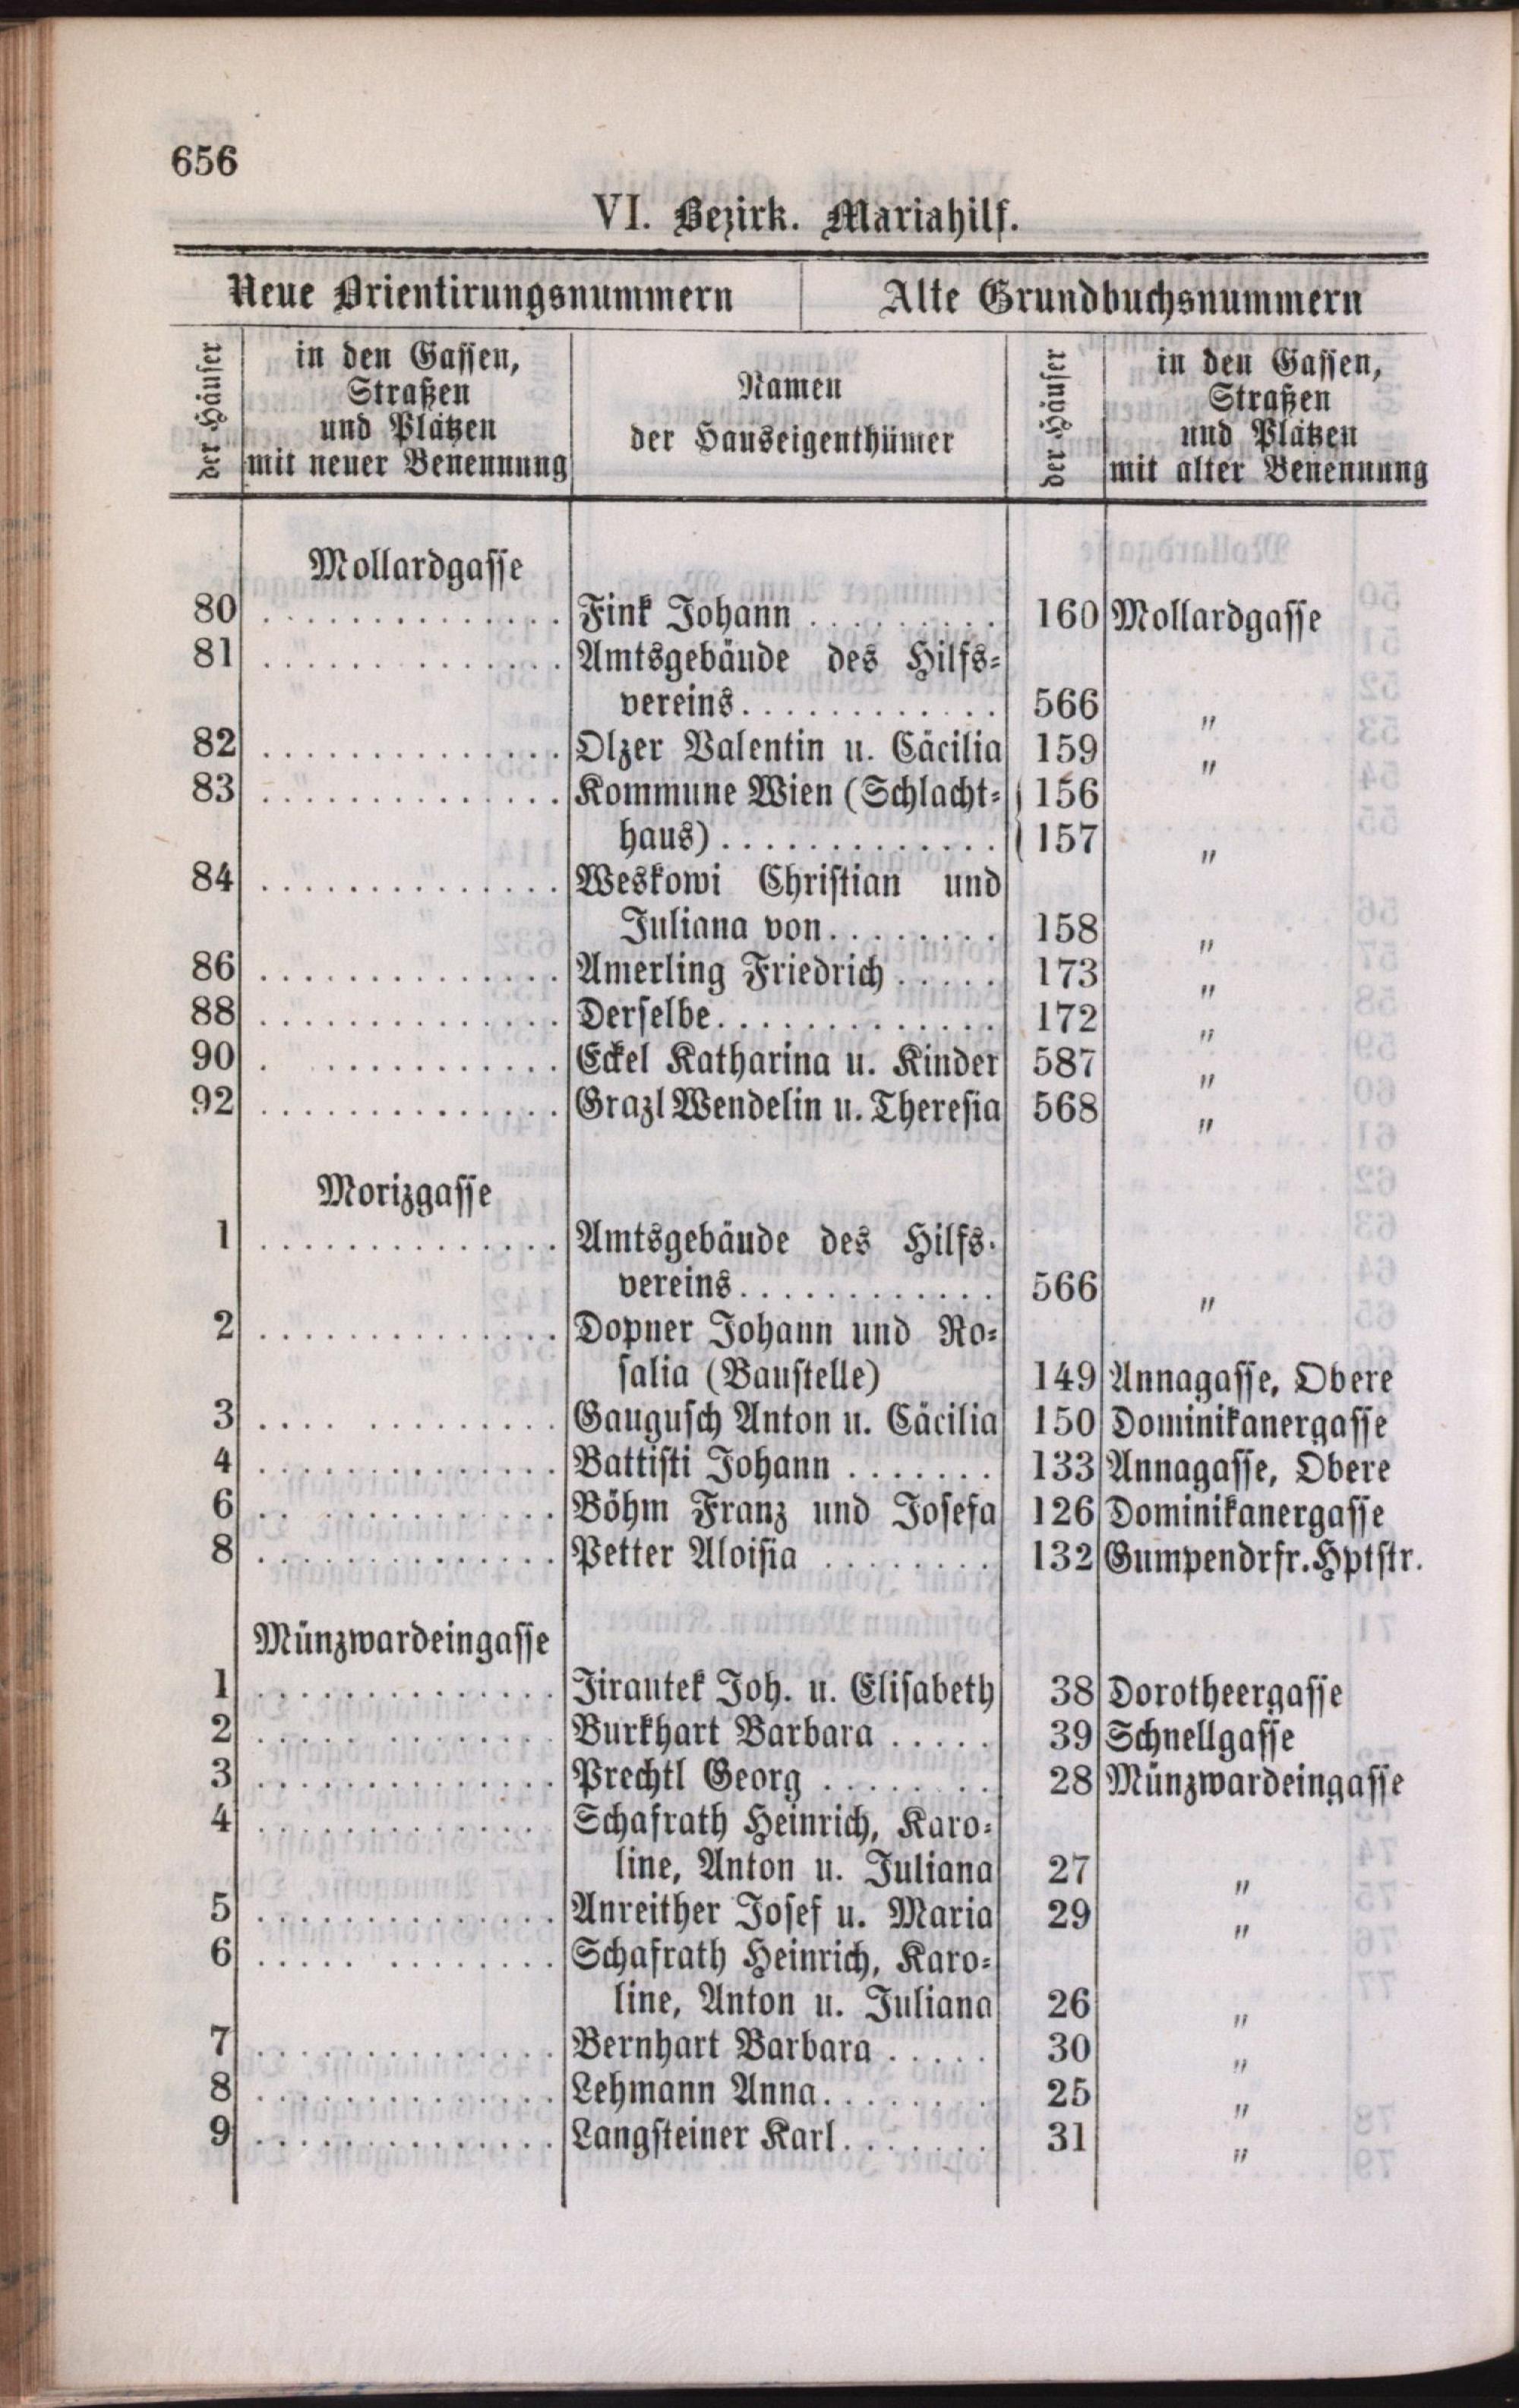 656
VI. Bezirk. Mariahilf.
Neue Orientirungsnummern Alte Grundbuchsnummern
der Häuser
in den Gassen,
Straßen
und Plätzen
mit neuer Benennung
Namen
der Hauseigenthümer
der Häuser
in den Gassen,
Straßen
und Plätzen
mit alter Benennung
Mollardgasse
80 .............. Fink Johann ......... 160 Mollardgasse
81 .............. Amtsgebäude des Hilfs-
vereins............ 566 "
82 .............. Olzer Valentin u. Cäcilia 159 "
83 .............. Kommune Wien (Schlacht- { 156
haus)............. { 157 "
84 .............. Weskowi Christian und
Juliana von........ 158 "
86 .............. Amerling Friedrich..... 173 "
88 .............. Derselbe............. 172 "
90 . ............ Eckel Katharina u. Kinder 587 "
92 .............. Grazl Wendelin u. Theresia 568 "
Morizgasse
1 .............. Amtsgebäude des Hilfs-
vereins............ 566 "
2 .............. Dopner Johann und Ro-
salia (Baustelle) 149 Annagasse, Obere
3 .... ......... Gaugusch Anton u. Cäcilia 150 Dominikanergasse
4 .............. Battisti Johann ....... 133 Annagasse, Obere
6 .. ........... Böhm Franz und Josefa 126 Dominikanergasse
8 .............. Petter Aloisia ........ 132 Gumpendrfr. Hptstr.
Münzwardeingasse
1 .............. Jirautek Joh. u. Elisabeth 38 Dorotheergasse
2 .............. Burkhart Barbara ..... 39 Schnellgasse
3 .............. Prechtl Georg ........ 28 Münzwardeingasse
4 .............. Schafrath Heinrich, Karo-
line, Anton u. Juliana 27 "
5 .............. Anreither Josef u. Maria 29 "
6 ..... ........ Schafrath Heinrich, Karo-
line, Anton u. Juliana 26 "
7 .............. Bernhart Barbara ..... 30 "
8 .............. Lehmann Anna........ 25 "
9 .............. Langsteiner Karl....... 31 "